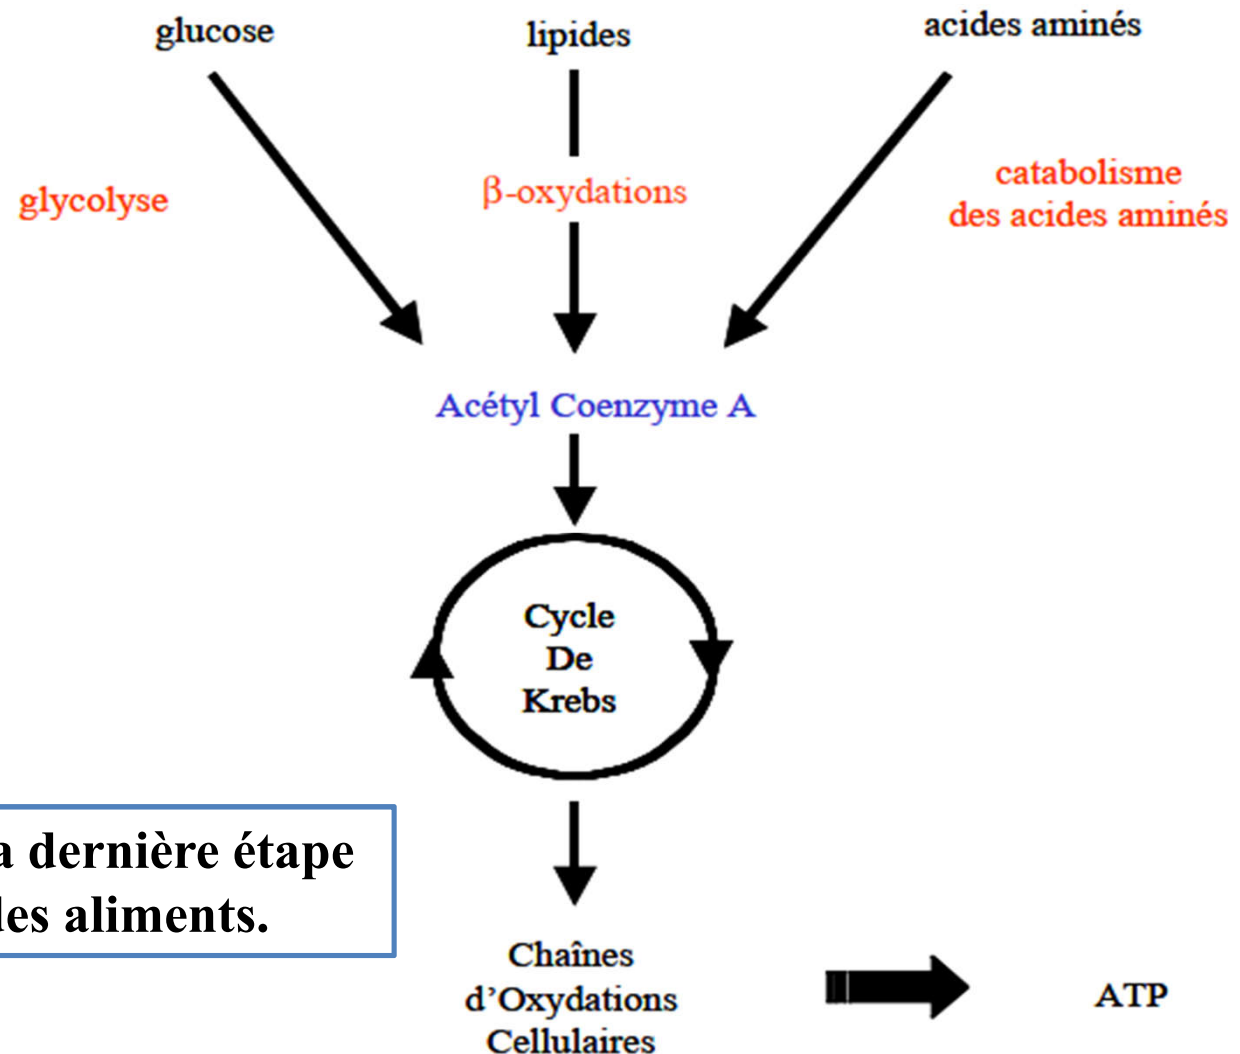 glucose
lipides
acides aminés
glycolyse
β-oxydations
catabolisme
des acides aminés
Acétyl Coenzyme A
Cycle
De
Krebs
a dernière étape
des aliments.
Chaînes
d’Oxydations
Cellulaires
ATP